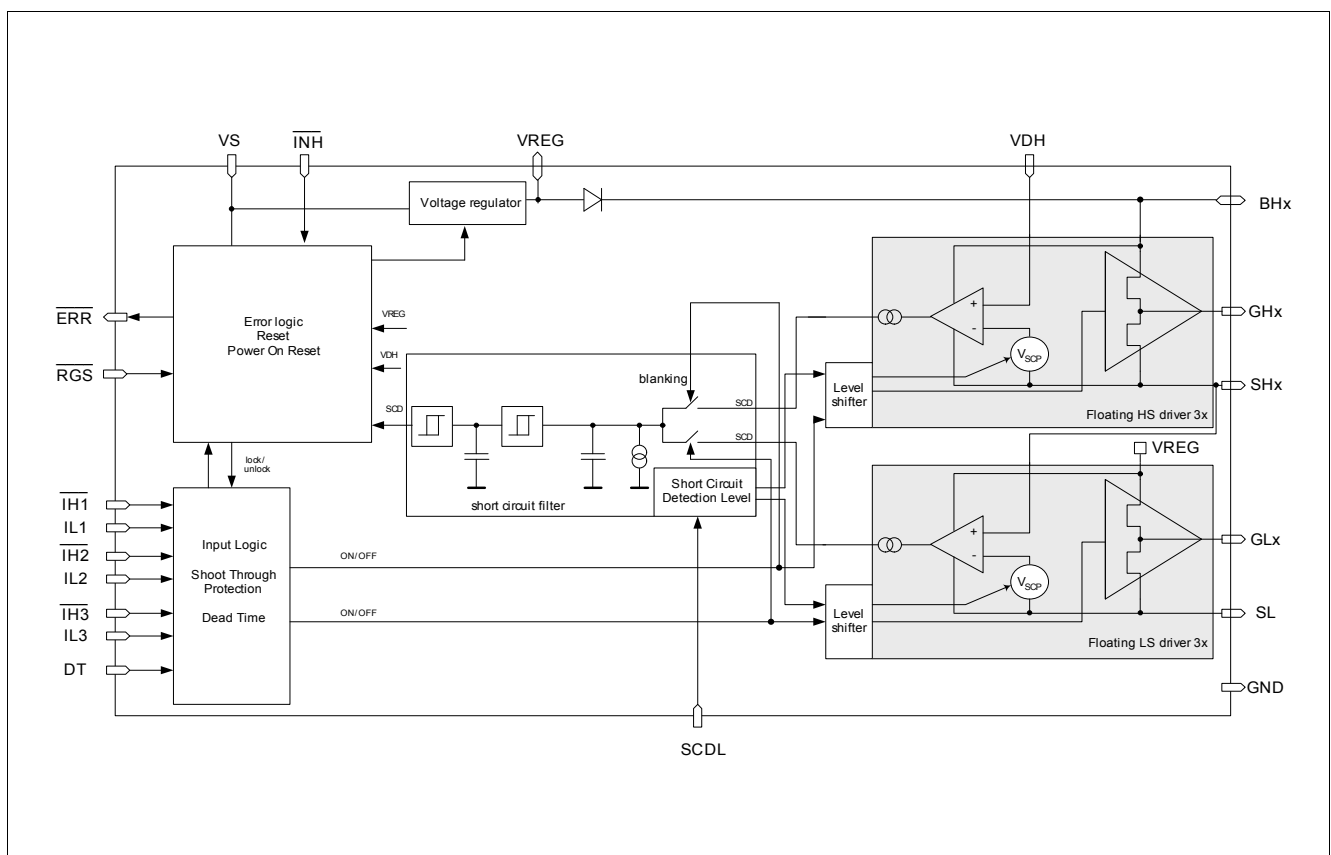 VS
INH
VREG
VDH
Voltage regulator
BHx
ERR
RGS
Error logic
Reset
Power On Reset
VREG
VDH
SCD
blanking
SCD
SCD
short circuit filter
Short Circuit
Detection Level
+
-
VSCP
Level
shifter
Floating HS driver 3x
GHx
SHx
lock/
unlock
IH1
IL1
IH2
IL2
IH3
IL3
DT
Input Logic
Shoot Through
Protection
Dead Time
ON/OFF
ON/OFF
VREG
+
-
VSCP
Level
shifter
Floating LS driver 3x
GLx
SL
GND
SCDL